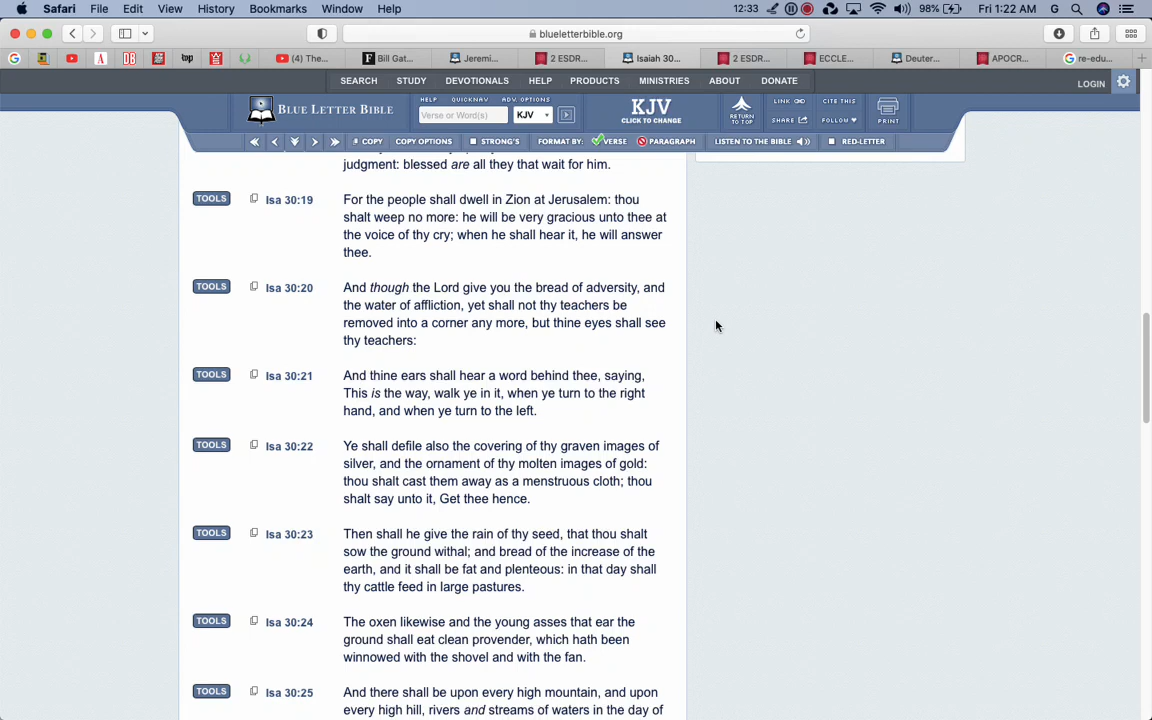 Safari File Edit View History Bookmarks Window Help 12:33 98% Fri 1:22 AM G
blueletterbible.org
(4) The... Bill Gat... Jeremi... 2 ESDR... Isaiah 30... 2 ESDR... ECCLE... Deuter... APOCR... re-edu...
SEARCH STUDY DEVOTIONALS HELP PRODUCTS MINISTRIES ABOUT DONATE LOGIN
BLUE LETTER BIBLE
HELP QUICKNAV ADV. OPTIONS
Verse or Word(s) KJV
KJV
CLICK TO CHANGE
RETURN
TO TOP
LINK CITE THIS
SHARE FOLLOW
PRINT
COPY COPY OPTIONS STRONG'S FORMAT BY: VERSE PARAGRAPH LISTEN TO THE BIBLE RED-LETTER
judgment: blessed are all they that wait for him.
TOOLS Isa 30:19 For the people shall dwell in Zion at Jerusalem: thou
shalt weep no more: he will be very gracious unto thee at
the voice of thy cry; when he shall hear it, he will answer
thee.
TOOLS Isa 30:20 And though the Lord give you the bread of adversity, and
the water of affliction, yet shall not thy teachers be
removed into a corner any more, but thine eyes shall see
thy teachers:
TOOLS Isa 30:21 And thine ears shall hear a word behind thee, saying,
This is the way, walk ye in it, when ye turn to the right
hand, and when ye turn to the left.
TOOLS Isa 30:22 Ye shall defile also the covering of thy graven images of
silver, and the ornament of thy molten images of gold:
thou shalt cast them away as a menstruous cloth; thou
shalt say unto it, Get thee hence.
TOOLS Isa 30:23 Then shall he give the rain of thy seed, that thou shalt
sow the ground withal; and bread of the increase of the
earth, and it shall be fat and plenteous: in that day shall
thy cattle feed in large pastures.
TOOLS Isa 30:24 The oxen likewise and the young asses that ear the
ground shall eat clean provender, which hath been
winnowed with the shovel and with the fan.
TOOLS Isa 30:25 And there shall be upon every high mountain, and upon
every high hill, rivers and streams of waters in the day of